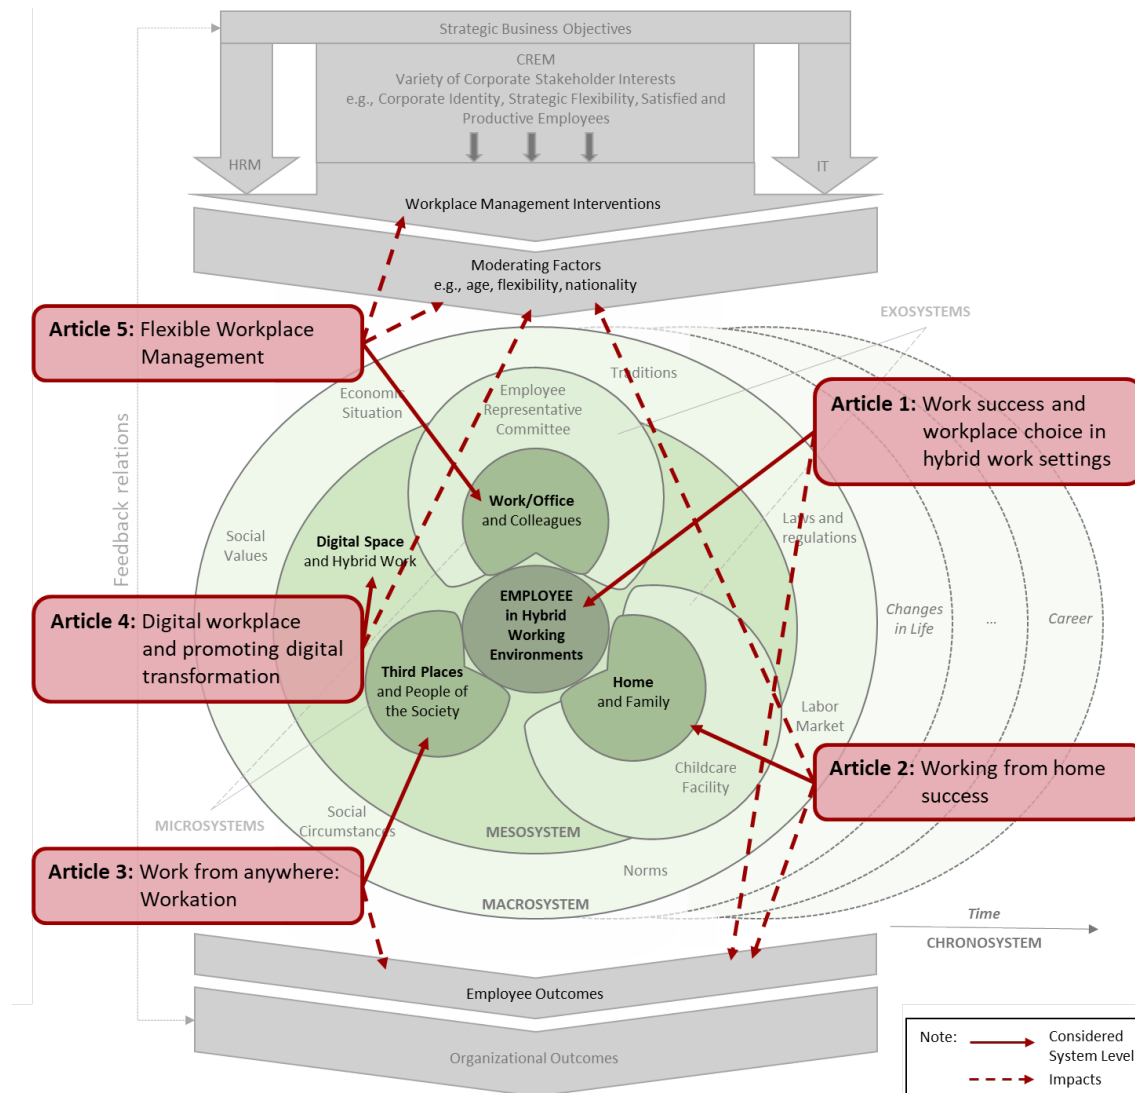 Strategic Business Objectives
CREM
Variety of Corporate Stakeholder Interests
e.g., Corporate Identity, Strategic Flexibility, Satisfied and
Productive Employees
HRM
IT
Workplace Management Interventions
Moderating Factors
e.g., age, flexibility, nationality
Article 5: Flexible Workplace
Management
EXOSYSTEMS
Economic
Situation
Employee
Representative
Committee
Traditions
Article 1: Work success and
workplace choice in
hybrid work settings
Feedback relations
Work/Office
and Colleagues
Social
Values
Digital Space
and Hybrid Work
Laws and
regulations
EMPLOYEE
in Hybrid
Working
Environments
Article 4: Digital workplace
and promoting digital
transformation
Changes
in Life
...
Career
Third Places
and People of
the Society
Home
and Family
Labor
Market
Childcare
Facility
Article 2: Working from home
success
MICROSYSTEMS
Social
Circumstances
MESOSYSTEM
Article 3: Work from anywhere:
Workation
Norms
MACROSYSTEM
Time
CHRONOSYSTEM
Employee Outcomes
Organizational Outcomes
Note:
Considered
System Level
Impacts